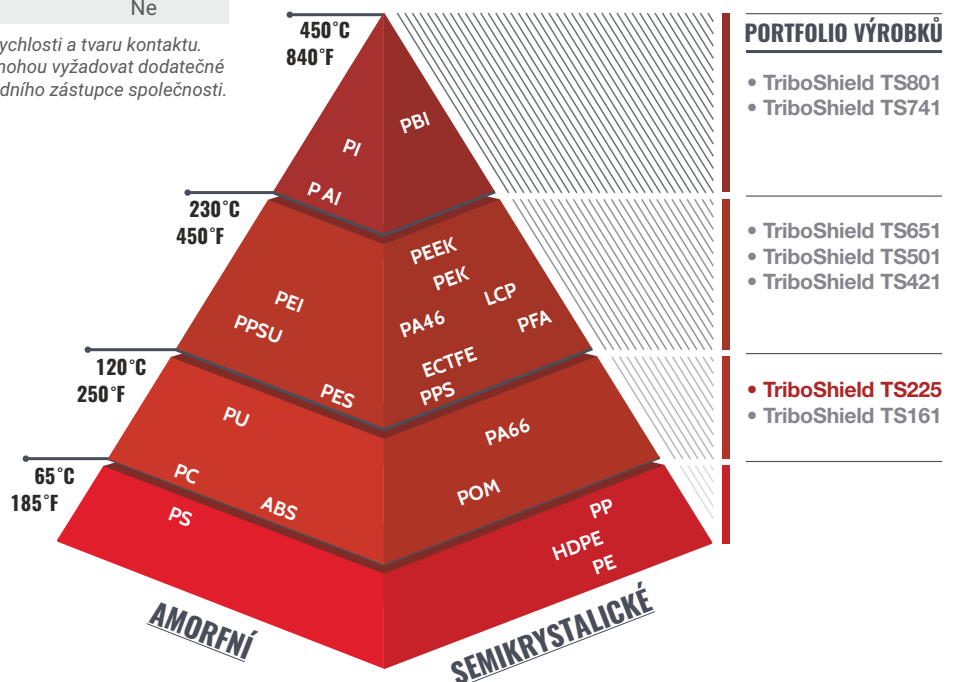 Ne
ychlosti a tvaru kontaktu.
nohou vyžadovat dodatečné
dního zástupce společnosti.
450°C
840°F
PORTFOLIO VÝROBKŮ
• TriboShield TS801
• TriboShield TS741
PBI
PI
PAI
230°C
450°F
• TriboShield TS651
• TriboShield TS501
• TriboShield TS421
PEEK
PEK
LCP
PEI
PA46
PFA
PPSU
ECTFE
PPS
PES
120°C
250°F
• TriboShield TS225
• TriboShield TS161
PU
PA66
PC
POM
ABS
65°C
185°F
PS
PP
HDPE
PE
AMORFNÍ
SEMIKRYSTALICKÉ